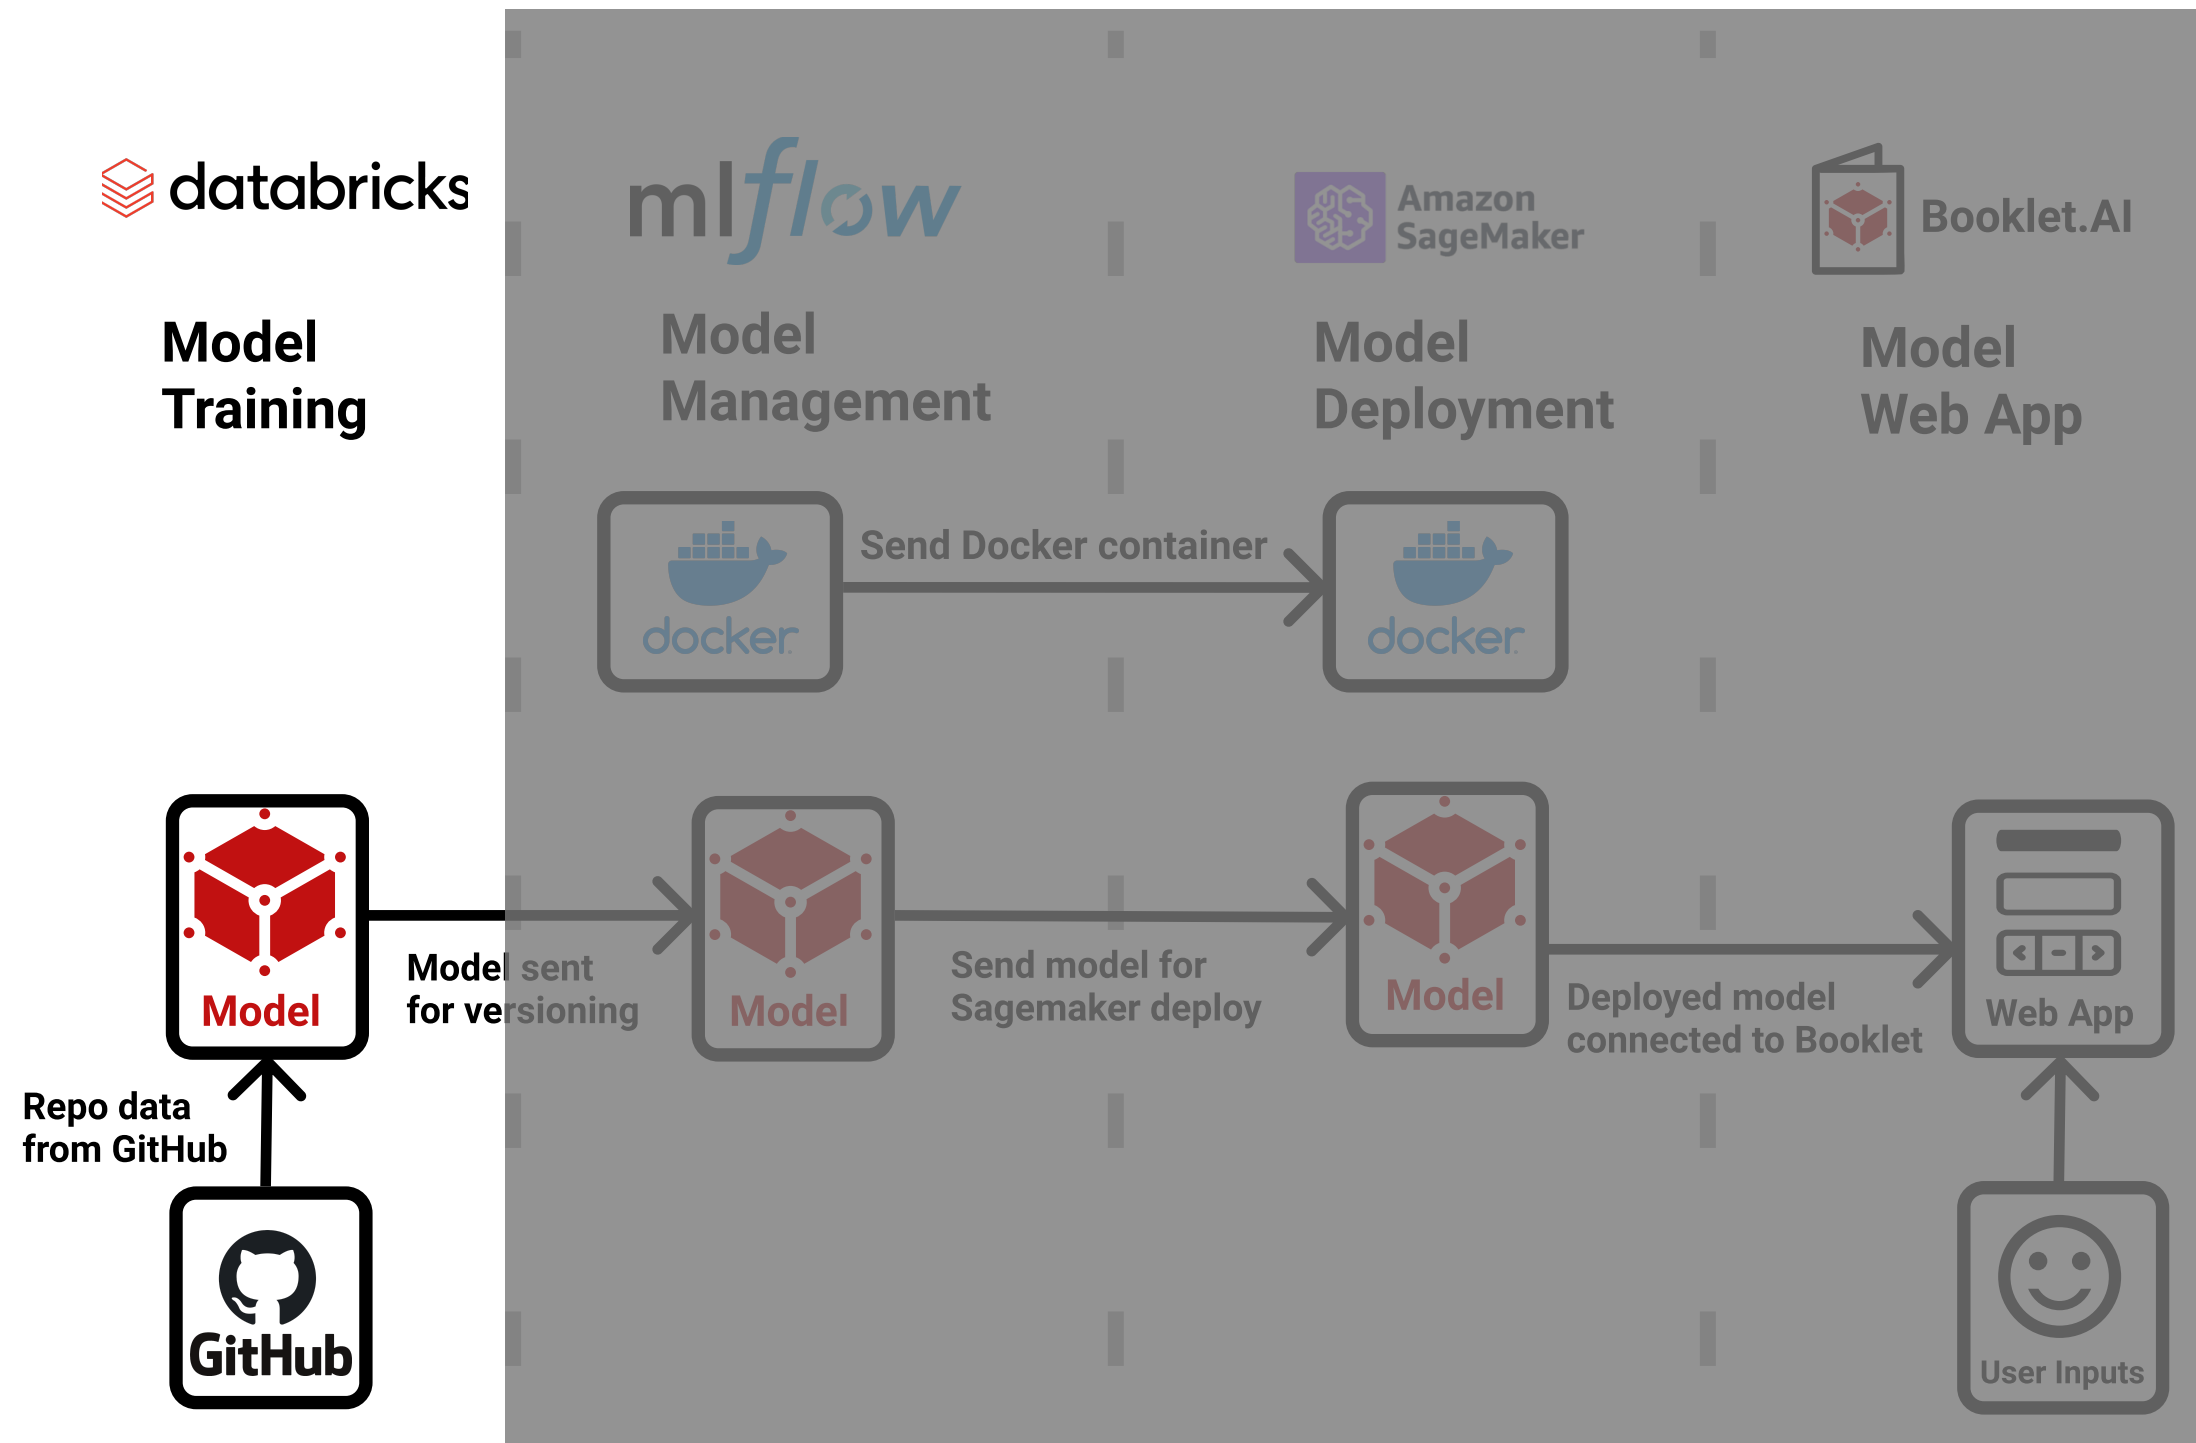 databricks
Model
Training
mlflow
Model
Management
Amazon
SageMaker
Model
Deployment
Booklet.AI
Model
Web App
docker
Send Docker container
docker
Model
Model sent
for versioning
Model
Send model for
Sagemaker deploy
Model
Deployed model
connected to Booklet
Web App
Repo data
from GitHub
GitHub
User Inputs